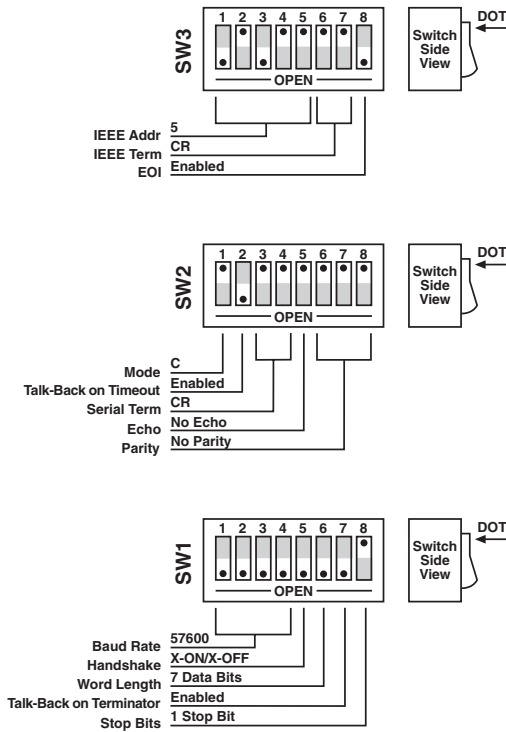 SW3
1 2 3 4 5 6 7 8
OPEN
Switch
Side
View
DOT
IEEE Addr 5
IEEE Term CR
EOI Enabled
SW2
1 2 3 4 5 6 7 8
OPEN
Switch
Side
View
DOT
Mode C
Talk-Back on Timeout Enabled
Serial Term CR
Echo No Echo
Parity No Parity
SW1
1 2 3 4 5 6 7 8
OPEN
Switch
Side
View
DOT
Baud Rate 57600
Handshake X-ON/X-OFF
Word Length 7 Data Bits
Talk-Back on Terminator Enabled
Stop Bits 1 Stop Bit